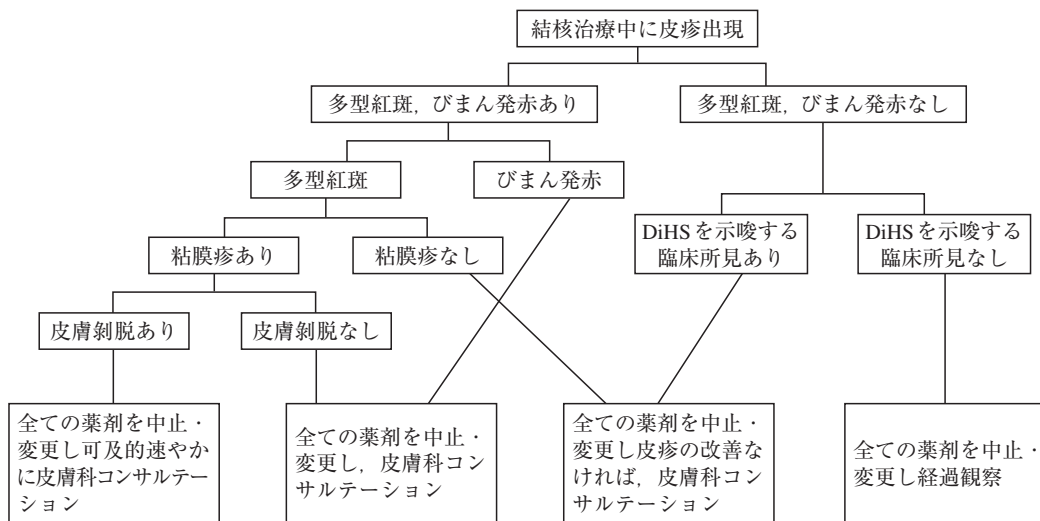 結核治療中に皮疹出現
多型紅斑，びまん発赤あり
多型紅斑，びまん発赤なし
多型紅斑
びまん発赤
DiHSを示唆する
臨床所見あり
DiHSを示唆する
臨床所見なし
粘膜疹あり
粘膜疹なし
皮膚剝脱あり
皮膚剝脱なし
全ての薬剤を中止・
変更し可及的速やか
に皮膚科コンサルテー
ション
全ての薬剤を中止・
変更し，皮膚科コン
サルテーション
全ての薬剤を中止・
変更し皮疹の改善な
ければ，皮膚科コン
サルテーション
全ての薬剤を中止・
変更し経過観察